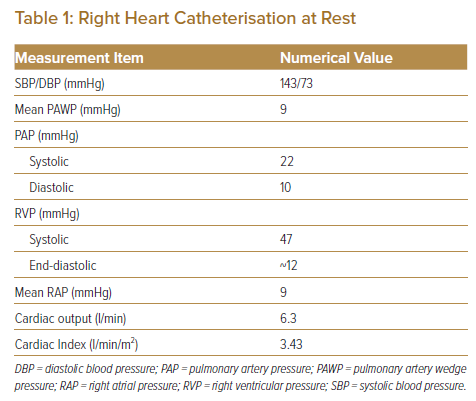 Table 1: Right Heart Catheterisation at Rest
Measurement Item Numerical Value
SBP/DBP (mmHg) 143/73
Mean PAWP (mmHg) 9
PAP (mmHg)
Systolic 22
Diastolic 10
RVP (mmHg)
Systolic 47
End-diastolic ~12
Mean RAP (mmHg) 9
Cardiac output (l/min) 6.3
Cardiac Index (l/min/m²) 3.43
DBP = diastolic blood pressure; PAP = pulmonary artery pressure; PAWP = pulmonary artery wedge
pressure; RAP = right atrial pressure; RVP = right ventricular pressure; SBP = systolic blood pressure.